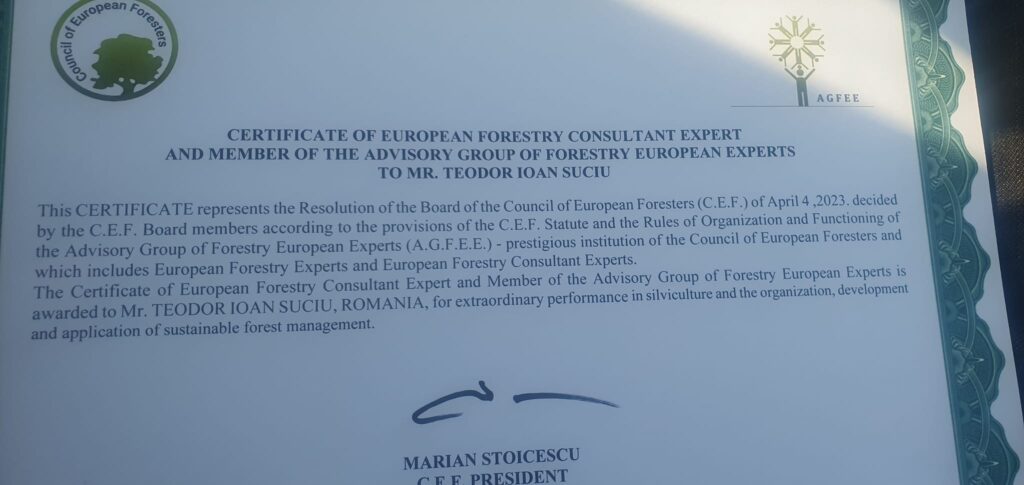 Council of European Foresters
AGFEE
CERTIFICATE OF EUROPEAN FORESTRY CONSULTANT EXPERT
AND MEMBER OF THE ADVISORY GROUP OF FORESTRY EUROPEAN EXPERTS
TO MR. TEODOR IOAN SUCIU
This CERTIFICATE represents the Resolution of the Board of the Council of European Foresters (C.E.F.) of April 4 ,2023. decided
by the C.E.F. Board members according to the provisions of the C.E.F. Statute and the Rules of Organization and Functioning of
the Advisory Group of Forestry European Experts (A.G.F.E.E.) - prestigious institution of the Council of European Foresters and
which includes European Forestry Experts and European Forestry Consultant Experts.
The Certificate of European Forestry Consultant Expert and Member of the Advisory Group of Forestry European Experts is
awarded to Mr. TEODOR IOAN SUCIU, ROMANIA, for extraordinary performance in silviculture and the organization, development
and application of sustainable forest management.
MARIAN STOICESCU
C.E.F. PRESIDENT